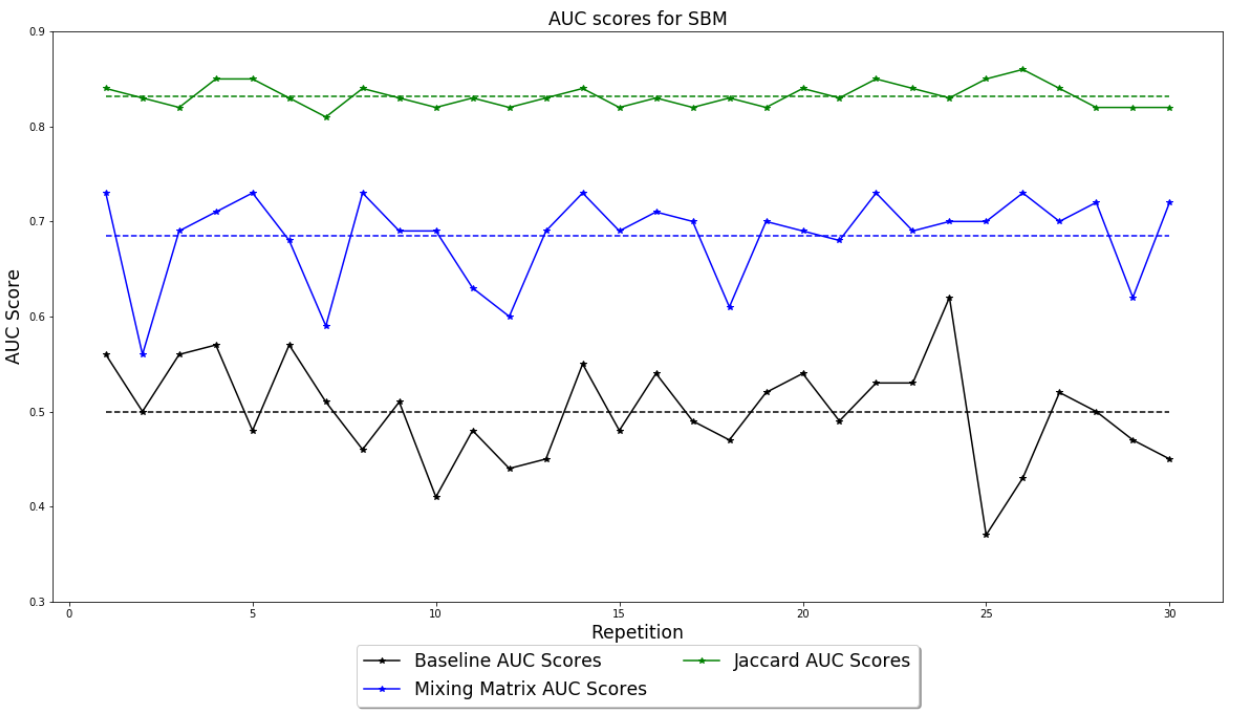 AUC scores for SBM
0.9
0.8
0.7
0.6
0.5
0.4
0.3
AUC Score
0 5 10 15 20 25 30
Repetition
Baseline AUC Scores Jaccard AUC Scores
Mixing Matrix AUC Scores